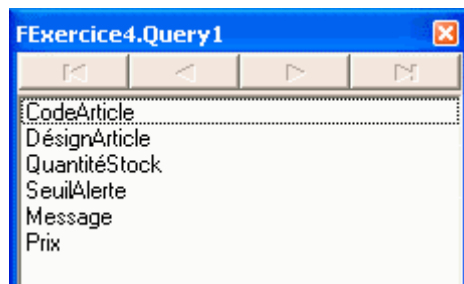 FExercice4.Query1
CodeArticle
DésignArticle
QuantitéStock
SeuilAlerte
Message
Prix